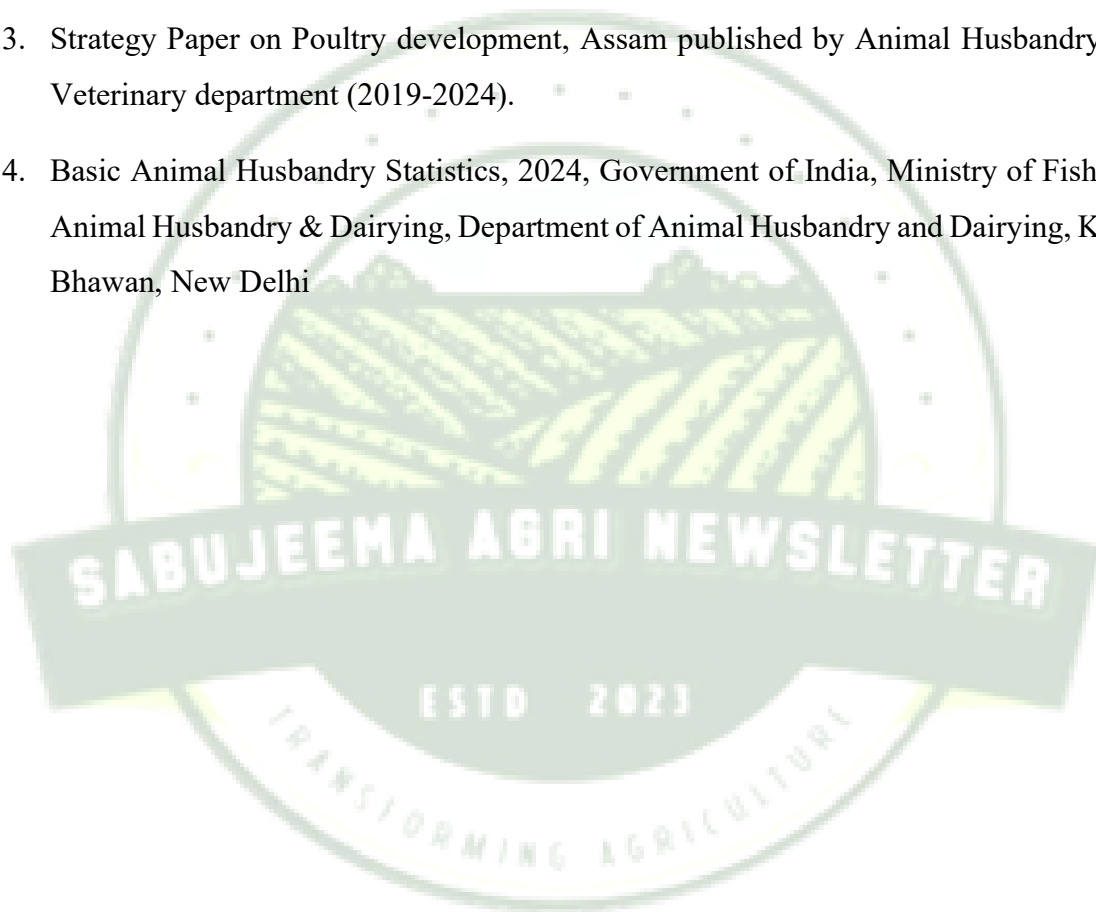 3. Strategy Paper on Poultry development, Assam published by Animal Husbandry
Veterinary department (2019-2024).
4. Basic Animal Husbandry Statistics, 2024, Government of India, Ministry of Fish
Animal Husbandry & Dairying, Department of Animal Husbandry and Dairying, K
Bhawan, New Delhi
SABUJEEMA AGRI NEWSLETTER
ESTD 2023
TRANSFORMING AGRICULTURE